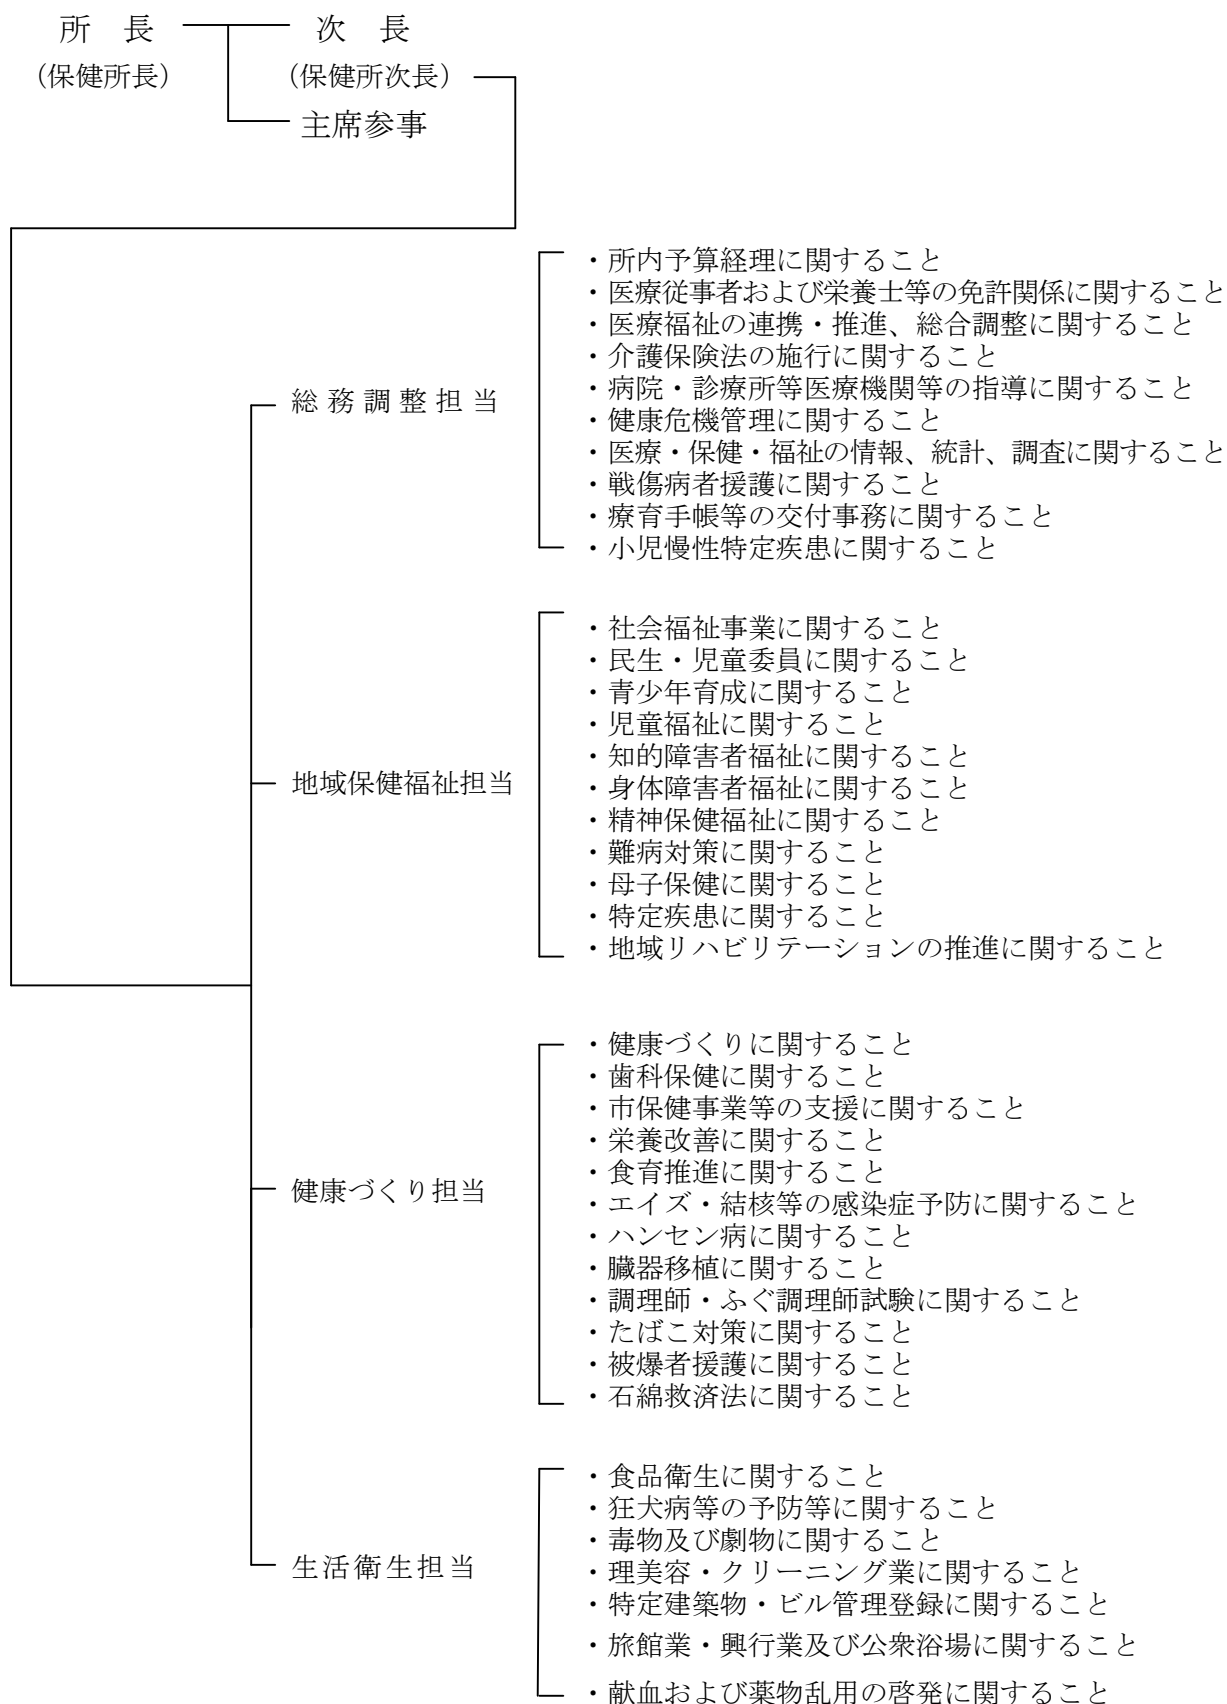 所 長 次 長
(保健所長) (保健所次長)
主席参事
総務調整担当
・所内予算経理に関すること
・医療従事者および栄養士等の免許関係に関すること
・医療福祉の連携・推進、総合調整に関すること
・介護保険法の施行に関すること
・病院・診療所等医療機関等の指導に関すること
・健康危機管理に関すること
・医療・保健・福祉の情報、統計、調査に関すること
・戦傷病者援護に関すること
・療育手帳等の交付事務に関すること
・小児慢性特定疾患に関すること
地域保健福祉担当
・社会福祉事業に関すること
・民生・児童委員に関すること
・青少年育成に関すること
・児童福祉に関すること
・知的障害者福祉に関すること
・身体障害者福祉に関すること
・精神保健福祉に関すること
・難病対策に関すること
・母子保健に関すること
・特定疾患に関すること
・地域リハビリテーションの推進に関すること
健康づくり担当
・健康づくりに関すること
・歯科保健に関すること
・市保健事業等の支援に関すること
・栄養改善に関すること
・食育推進に関すること
・エイズ・結核等の感染症予防に関すること
・ハンセン病に関すること
・臓器移植に関すること
・調理師・ふぐ調理師試験に関すること
・たばこ対策に関すること
・被爆者援護に関すること
・石綿救済法に関すること
生活衛生担当
・食品衛生に関すること
・狂犬病等の予防等に関すること
・毒物及び劇物に関すること
・理美容・クリーニング業に関すること
・特定建築物・ビル管理登録に関すること
・旅館業・興行業及び公衆浴場に関すること
・献血および薬物乱用の啓発に関すること